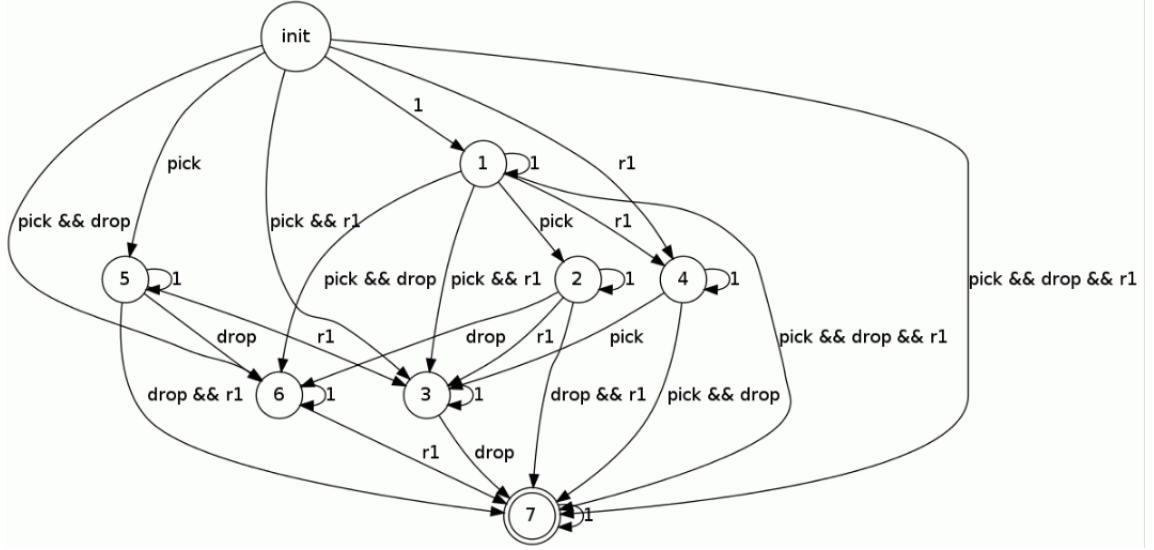 init
1
pick
r1
1
1
pick && drop
pick && r1
pick
r1
5
1
pick && drop
pick && r1
2
1
4
1
pick && drop && r1
drop
r1
drop
r1
pick
pick && drop && r1
drop && r1
6
1
3
1
drop && r1
pick && drop
r1
drop
7
1